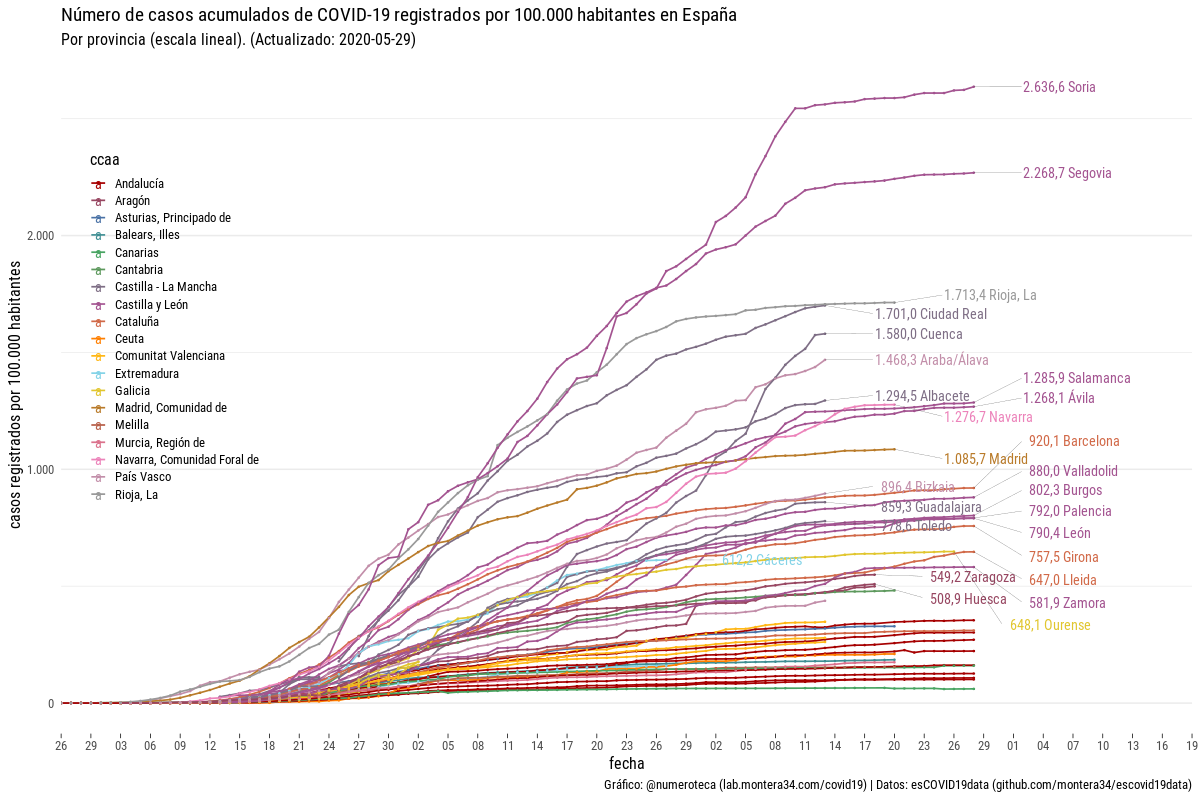 Número de casos acumulados de COVID-19 registrados por 100.000 habitantes en España
Por provincia (escala lineal). (Actualizado: 2020-05-29)
casos registrados por 100.000 habitantes
2.000
1.000
0
ccaa
Andalucía
Aragón
Asturias, Principado de
Balears, Illes
Canarias
Cantabria
Castilla - La Mancha
Castilla y León
Cataluña
Ceuta
Comunitat Valenciana
Extremadura
Galicia
Madrid, Comunidad de
Melilla
Murcia, Región de
Navarra, Comunidad Foral de
País Vasco
Rioja, La
2.636,6 Soria
2.268,7 Segovia
1.713,4 Rioja, La
1.701,0 Ciudad Real
1.580,0 Cuenca
1.468,3 Araba/Álava
1.285,9 Salamanca
1.294,5 Albacete
1.268,1 Ávila
1.276,7 Navarra
920,1 Barcelona
1.085,7 Madrid
880,0 Valladolid
896,4 Bizkaia
802,3 Burgos
859,3 Guadalajara
792,0 Palencia
778,6 Toledo
790,4 León
612,2 Cáceres
757,5 Girona
549,2 Zaragoza
647,0 Lleida
508,9 Huesca
581,9 Zamora
648,1 Ourense
26 29 03 06 09 12 15 18 21 24 27 30 02 05 08 11 14 17 20 23 26 29 02 05 08 11 14 17 20 23 26 29 01 04 07 10 13 16 19
fecha
Gráfico: @numeroteca (lab.montera34.com/covid19) | Datos: esCOVID19data (github.com/montera34/escovid19data)